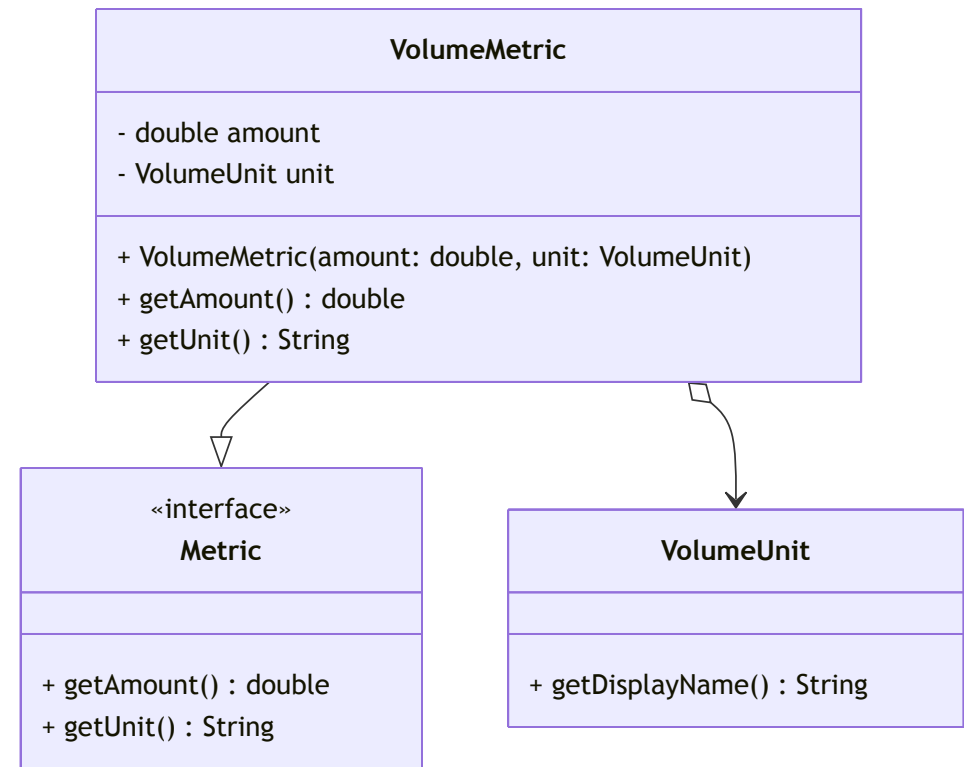 VolumeMetric
- double amount
- VolumeUnit unit
+ VolumeMetric(amount: double, unit: VolumeUnit)
+ getAmount() : double
+ getUnit() : String
«interface»
Metric
+ getAmount() : double
+ getUnit() : String
VolumeUnit
+ getDisplayName() : String